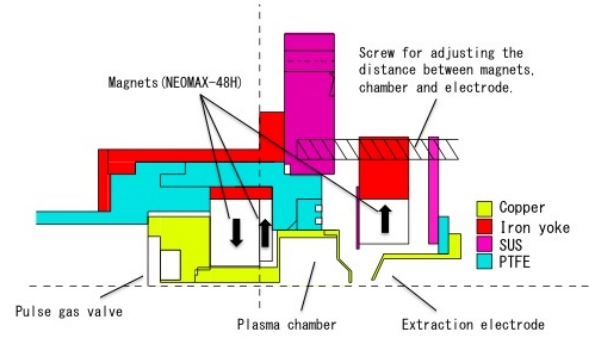 Screw for adjusting the
distance between magnets,
chamber and electrode.
Magnets(NEOMAX-48H)
Copper
Iron yoke
SUS
PTFE
Pulse gas valve
Plasma chamber
Extraction electrode